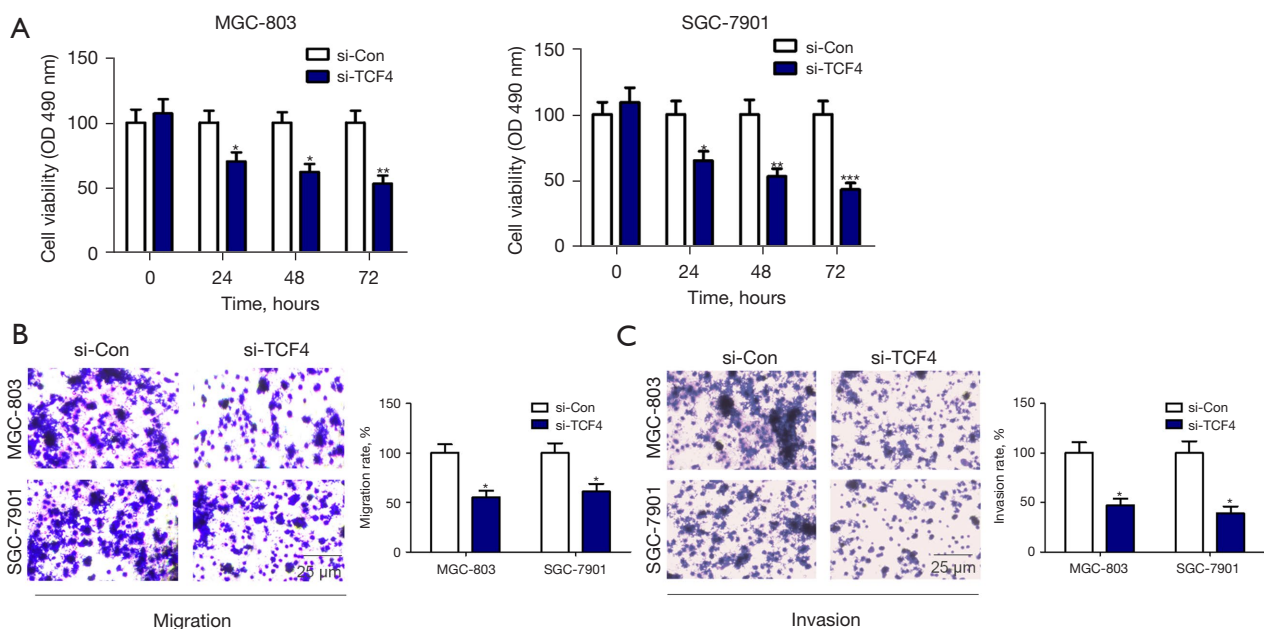 A
MGC-803
si-Con
si-TCF4
Cell viability (OD 490 nm)
150
100
50
0
*
*
**
0 24 48 72
Time, hours
SGC-7901
si-Con
si-TCF4
Cell viability (OD 490 nm)
150
100
50
0
*
**
***
0 24 48 72
Time, hours
B
si-Con si-TCF4
MGC-803
SGC-7901
25 µm
Migration
Migration rate, %
150
100
50
0
si-Con
si-TCF4
*
*
MGC-803 SGC-7901
C
si-Con si-TCF4
MGC-803
SGC-7901
25 µm
Invasion
Invasion rate, %
150
100
50
0
si-Con
si-TCF4
*
*
MGC-803 SGC-7901